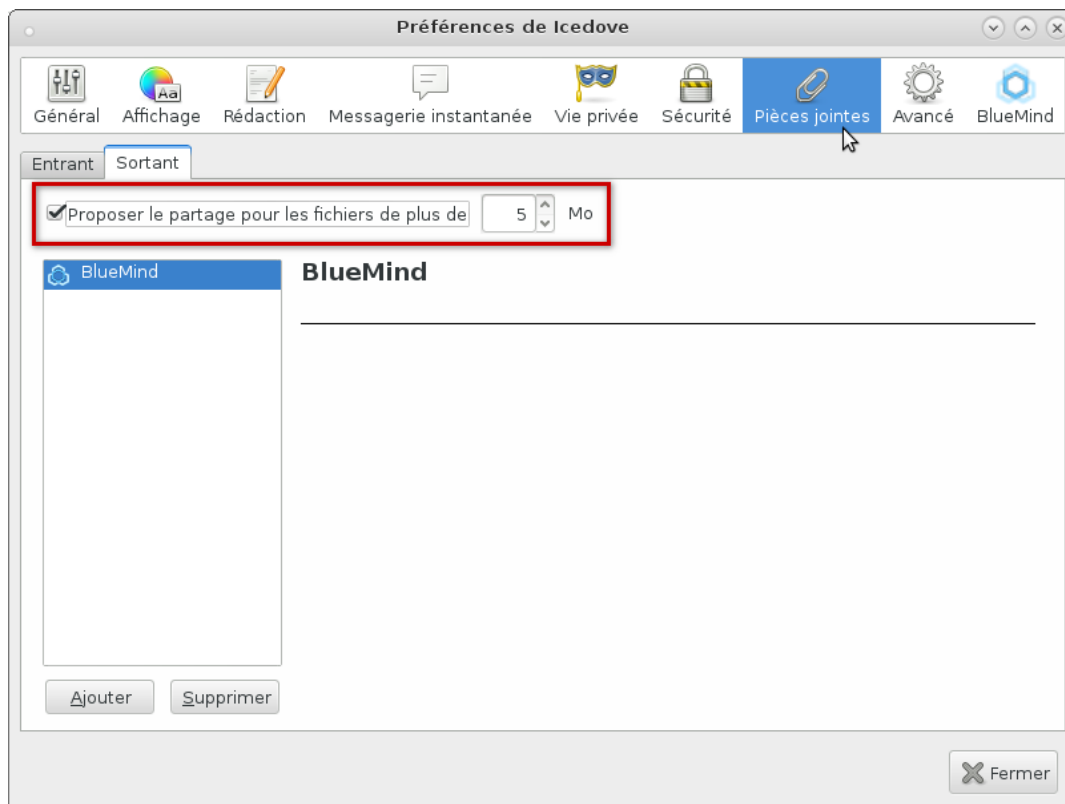 Préférences de Icedove
Général Affichage Rédaction Messagerie instantanée Vie privée Sécurité Pièces jointes Avancé BlueMind
Entrant Sortant
Proposer le partage pour les fichiers de plus de 5 Mo
BlueMind BlueMind
Ajouter Supprimer
Fermer